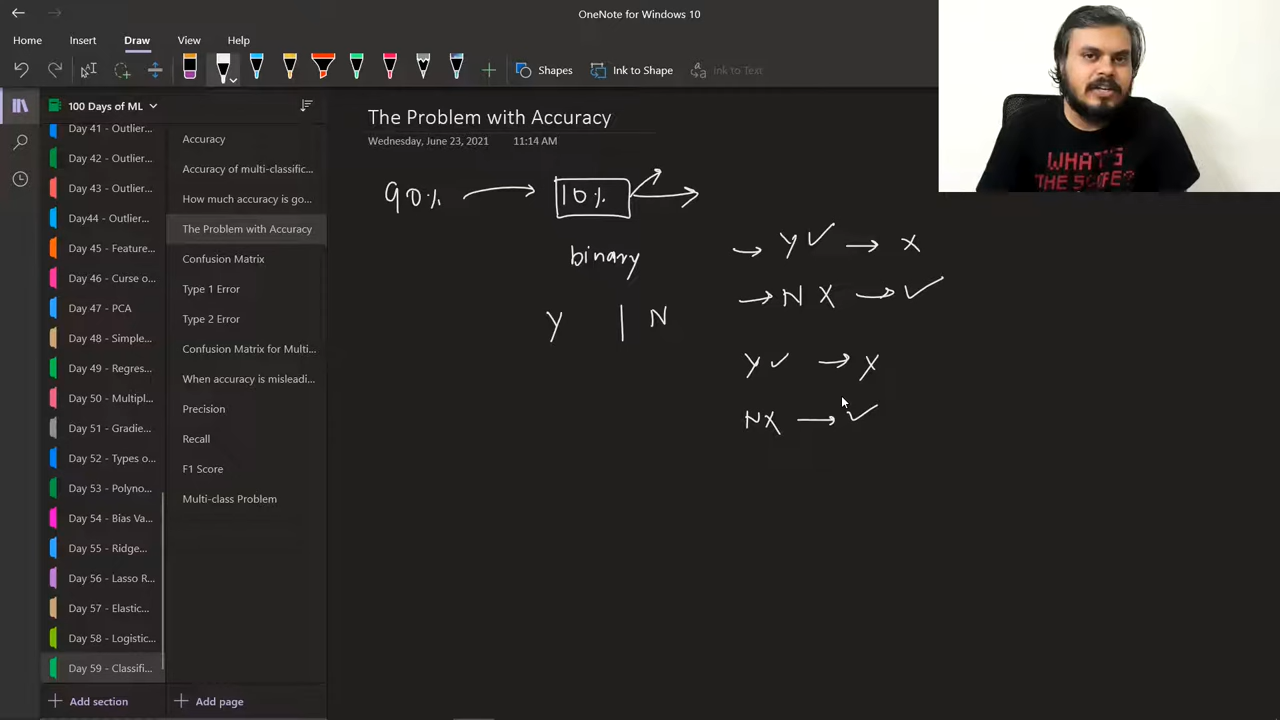 OneNote for Windows 10
Home Insert Draw View Help
Shapes Ink to Shape Ink to Text
100 Days of ML
Day 41 - Outlier...
Day 42 - Outlier...
Day 43 - Outlier...
Day44 - Outlier...
Day 45 - Feature...
Day 46 - Curse o...
Day 47 - PCA
Day 48 - Simple...
Day 49 - Regres...
Day 50 - Multipl...
Day 51 - Gradie...
Day 52 - Types o...
Day 53 - Polyno...
Day 54 - Bias Va...
Day 55 - Ridge...
Day 56 - Lasso R...
Day 57 - Elastic...
Day 58 - Logistic...
Day 59 - Classifi...
Add section
Accuracy
Accuracy of multi-classific...
How much accuracy is go...
The Problem with Accuracy
Confusion Matrix
Type 1 Error
Type 2 Error
Confusion Matrix for Multi...
When accuracy is misleadi...
Precision
Recall
F1 Score
Multi-class Problem
Add page
The Problem with Accuracy
Wednesday, June 23, 2021 11:14 AM
90% → 10% →
binary
Y | N
→ Y ✓ → X
→ N X → ✓
Y ✓ → X
N X → ✓
WHAT'S
THE SCOPE?